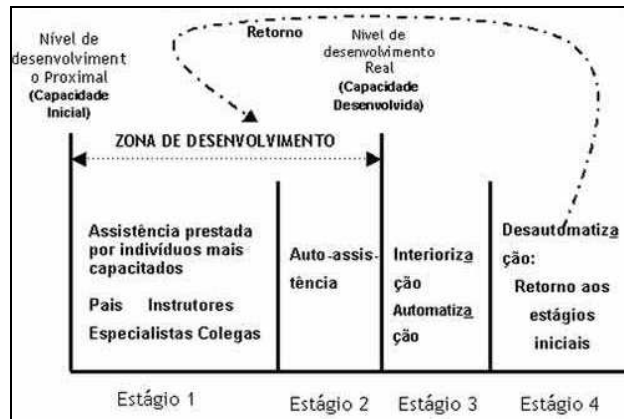 Nível de
desenvolviment
o Proximal
(Capacidade
Inicial)
Retorno
Nivel de
desenvolvimento
Real
(Capacidade
Desenvolvida)
ZONA DE DESENVOLVIMENTO
Assistência prestada
por indivíduos mais
capacitados
Pais Instrutores
Especialistas Colegas
Auto-assis-
tência
Interioriza
ção
Automatiza
ção
Desautomatiza
ção:
Retorno aos
estágios
iniciais
Estágio 1
Estágio 2
Estágio 3
Estágio 4